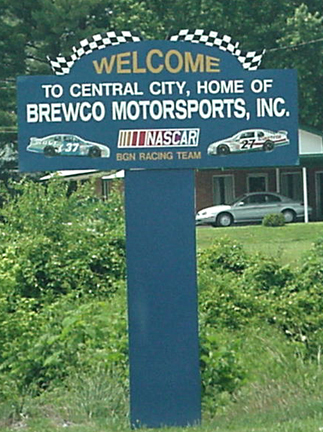 WELCOME
TO CENTRAL CITY, HOME OF
BREWCO MOTORSPORTS, INC.
37 NASCAR 27
BGN RACING TEAM